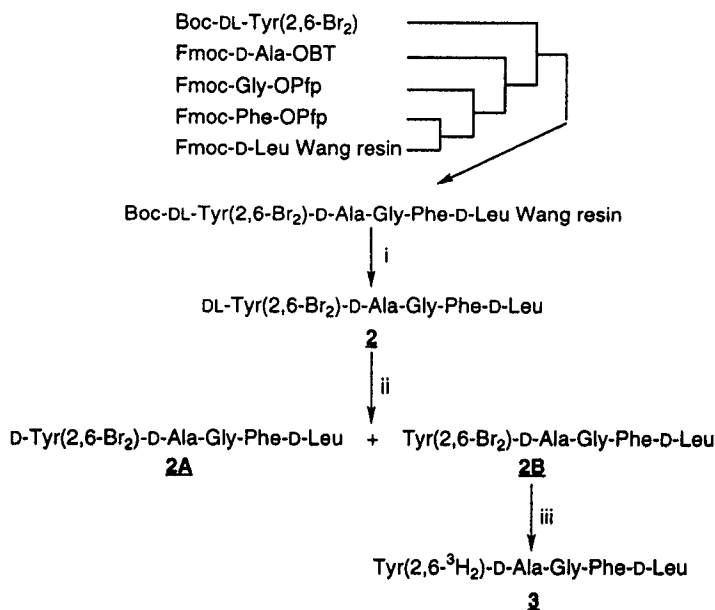 Boc-DL-Tyr(2,6-Br₂)
Fmoc-D-Ala-OBT
Fmoc-Gly-OPfp
Fmoc-Phe-OPfp
Fmoc-D-Leu Wang resin
Boc-DL-Tyr(2,6-Br₂)-D-Ala-Gly-Phe-D-Leu Wang resin
i
DL-Tyr(2,6-Br₂)-D-Ala-Gly-Phe-D-Leu
2
ii
D-Tyr(2,6-Br₂)-D-Ala-Gly-Phe-D-Leu + Tyr(2,6-Br₂)-D-Ala-Gly-Phe-D-Leu
2A 2B
iii
Tyr(2,6-³H₂)-D-Ala-Gly-Phe-D-Leu
3